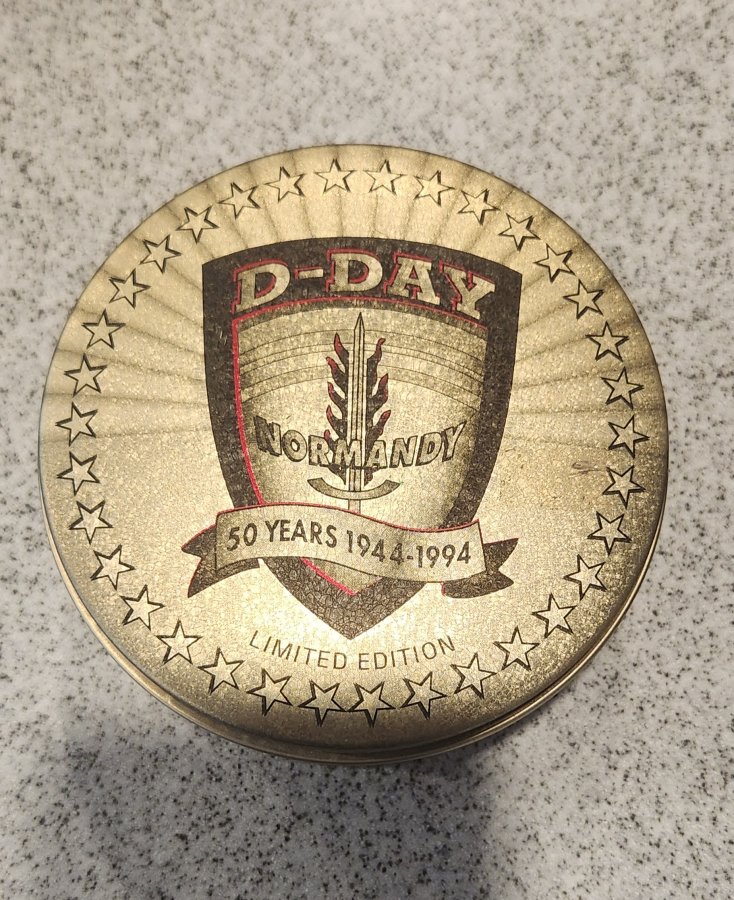 D-DAY
NORMANDY
50 YEARS 1944-1994
LIMITED EDITION